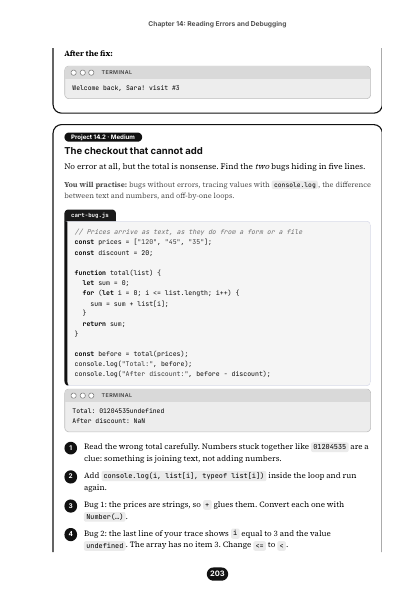 Chapter 14: Reading Errors and Debugging
After the fix:
TERMINAL
Welcome back, Sara! visit #3
Project 14.2 · Medium
The checkout that cannot add
No error at all, but the total is nonsense. Find the two bugs hiding in five lines.
You will practise: bugs without errors, tracing values with console.log, the difference
between text and numbers, and off-by-one loops.
cart-bug.js
// Prices arrive as text, as they do from a form or a file
const prices = ["120", "45", "35"];
const discount = 20;
function total(list) {
  let sum = 0;
  for (let i = 0; i <= list.length; i++) {
    sum = sum + list[i];
  }
  return sum;
}
const before = total(prices);
console.log("Total:", before);
console.log("After discount:", before - discount);
TERMINAL
Total: 01204535undefined
After discount: NaN
1 Read the wrong total carefully. Numbers stuck together like 01204535 are a
clue: something is joining text, not adding numbers.
2 Add console.log(i, list[i], typeof list[i]) inside the loop and run
again.
3 Bug 1: the prices are strings, so + glues them. Convert each one with
Number(…).
4 Bug 2: the last line of your trace shows i equal to 3 and the value
undefined. The array has no item 3. Change <= to <.
203